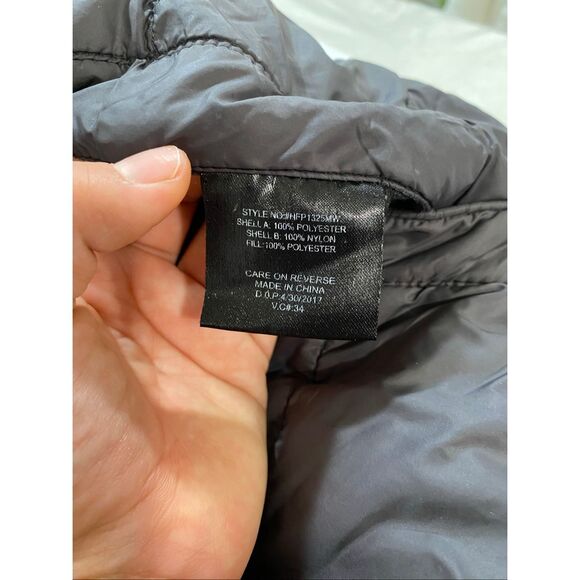 STYLE NO:#HFP1325MW
SHELL A: 100% POLYESTER
SHELL B: 100% NYLON
FILL:100% POLYESTER
CARE ON REVERSE
MADE IN CHINA
D.O.P:4/30/2017
V.C#:34